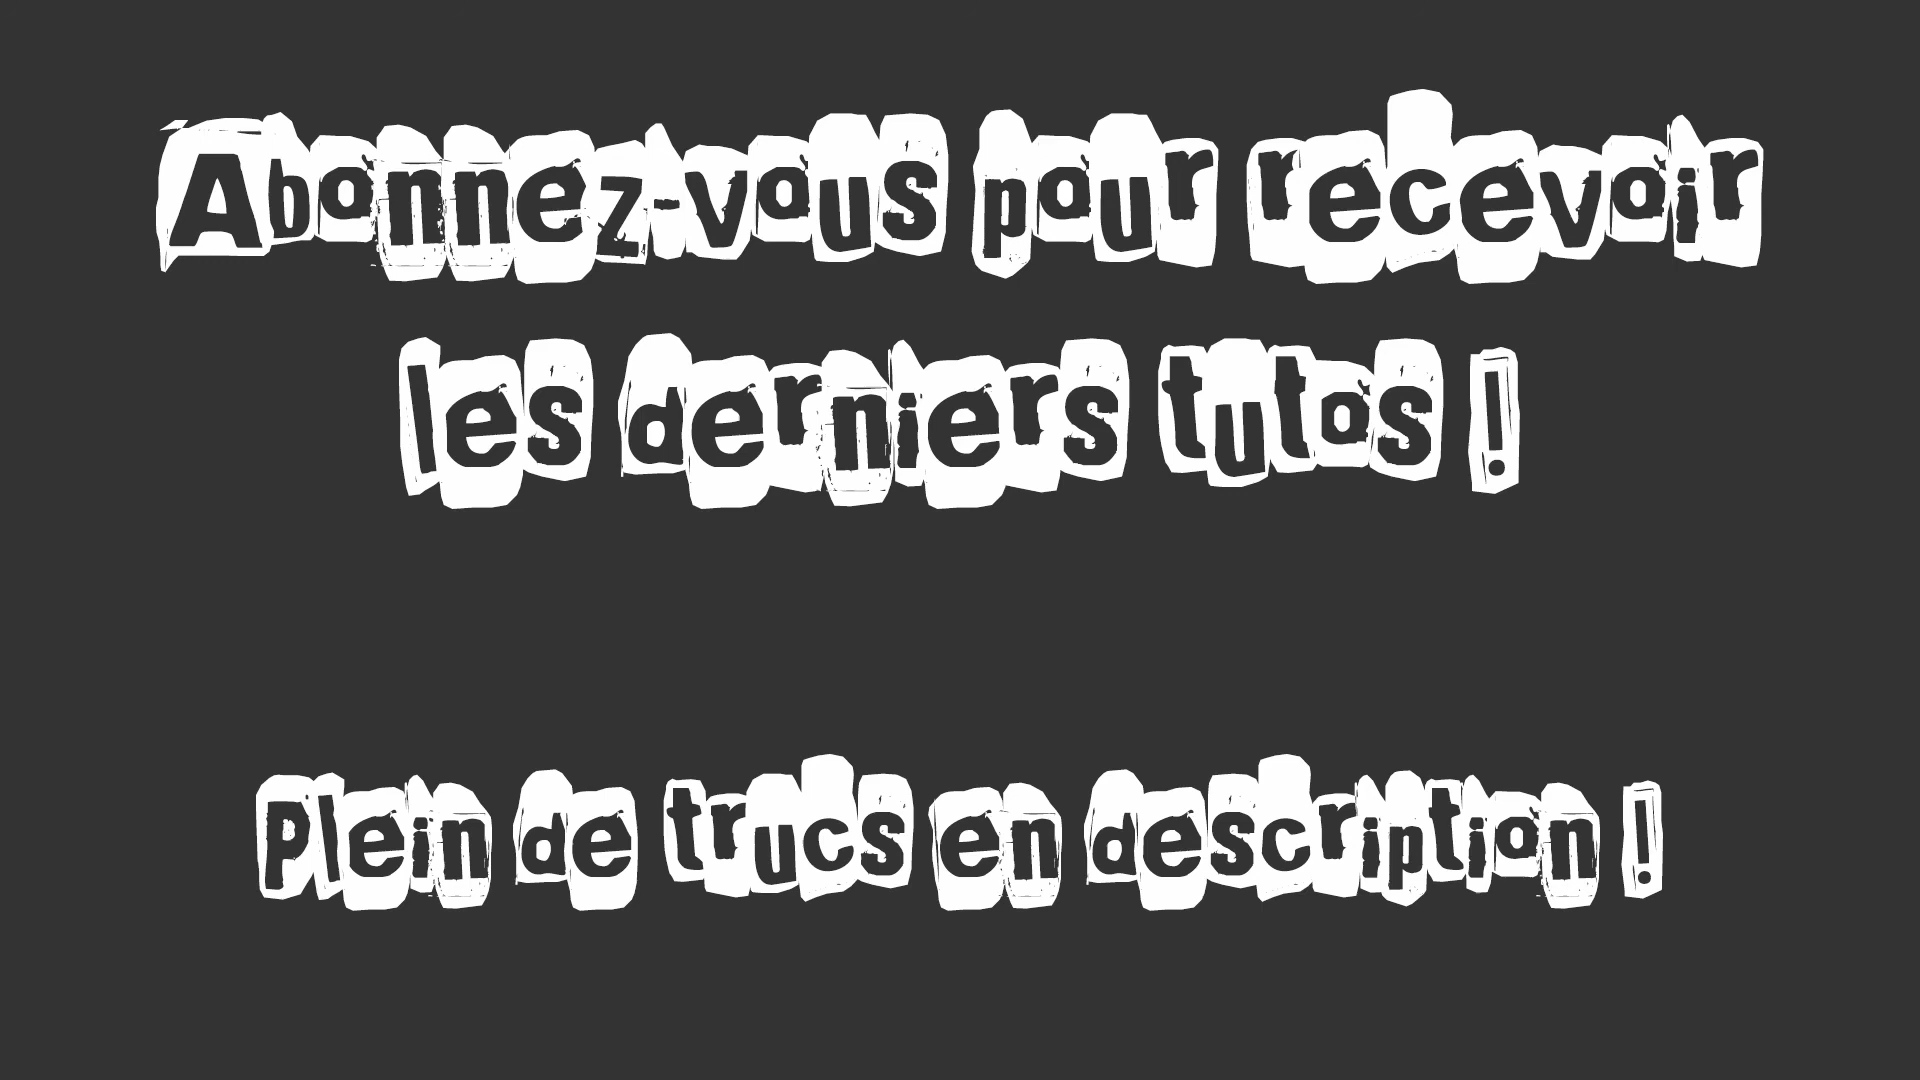 Abonnez-vous pour recevoir
les derniers tutos !
Plein de trucs en description !